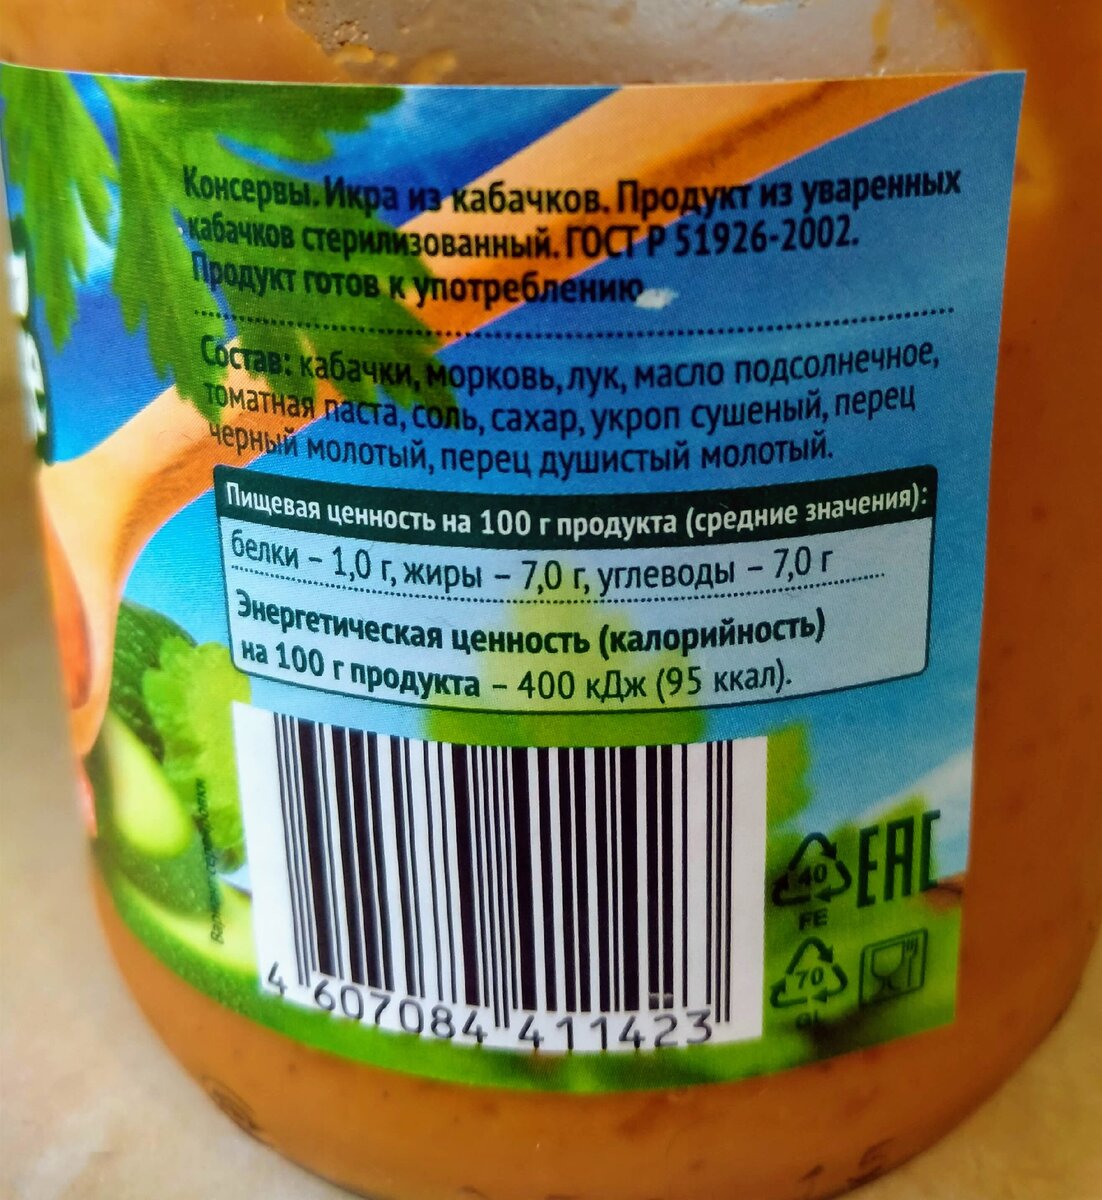 Консервы. Икра из кабачков. Продукт из уваренных
кабачков стерилизованный. ГОСТ Р 51926-2002.
Продукт готов к употреблению
Состав: кабачки, морковь, лук, масло подсолнечное,
томатная паста, соль, сахар, укроп сушеный, перец
черный молотый, перец душистый молотый.
Пищевая ценность на 100 г продукта (средние значения):
белки – 1,0 г, жиры – 7,0 г, углеводы – 7,0 г
Энергетическая ценность (калорийность)
на 100 г продукта – 400 кДж (95 ккал).
40
FE
EAC
70
GL
4 607084 411423